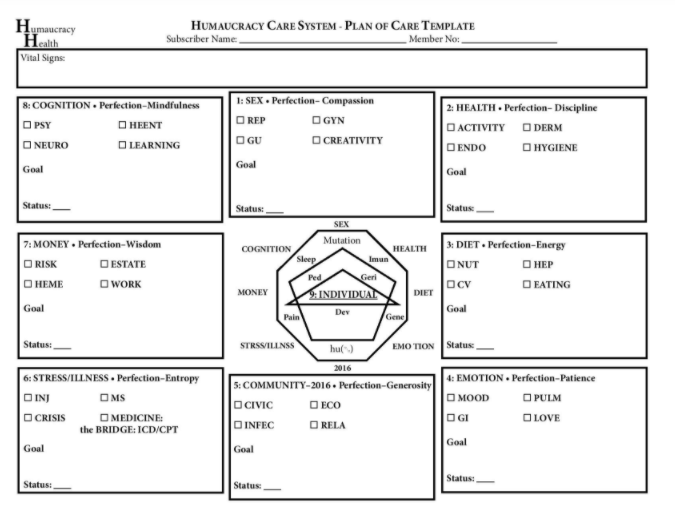 Humaucracy
Health
HUMAUCRACY CARE SYSTEM - PLAN OF CARE TEMPLATE
Subscriber Name: ____ Member No: ____
Vital Signs:
8: COGNITION • Perfection–Mindfulness
☐ PSY ☐ HEENT
☐ NEURO ☐ LEARNING
Goal
Status: ___
1: SEX • Perfection– Compassion
☐ REP ☐ GYN
☐ GU ☐ CREATIVITY
Goal
Status: ___
2: HEALTH • Perfection– Discipline
☐ ACTIVITY ☐ DERM
☐ ENDO ☐ HYGIENE
Goal
Status: ___
7: MONEY • Perfection–Wisdom
☐ RISK ☐ ESTATE
☐ HEME ☐ WORK
Goal
Status: ___
SEX
Mutation
COGNITION HEALTH
Sleep Imun
Ped Geri
MONEY 9: INDIVIDUAL DIET
Dev
Pain Gene
STRSS/ILLNSS EMO TION
hu(
2016
3: DIET • Perfection–Energy
☐ NUT ☐ HEP
☐ CV ☐ EATING
Goal
Status: ___
6: STRESS/ILLNESS • Perfection–Entropy
☐ INJ ☐ MS
☐ CRISIS ☐ MEDICINE:
the BRIDGE: ICD/CPT
Goal
Status: ___
5: COMMUNITY–2016 • Perfection–Generosity
☐ CIVIC ☐ ECO
☐ INFEC ☐ RELA
Goal
Status: ___
4: EMOTION • Perfection–Patience
☐ MOOD ☐ PULM
☐ GI ☐ LOVE
Goal
Status: ___